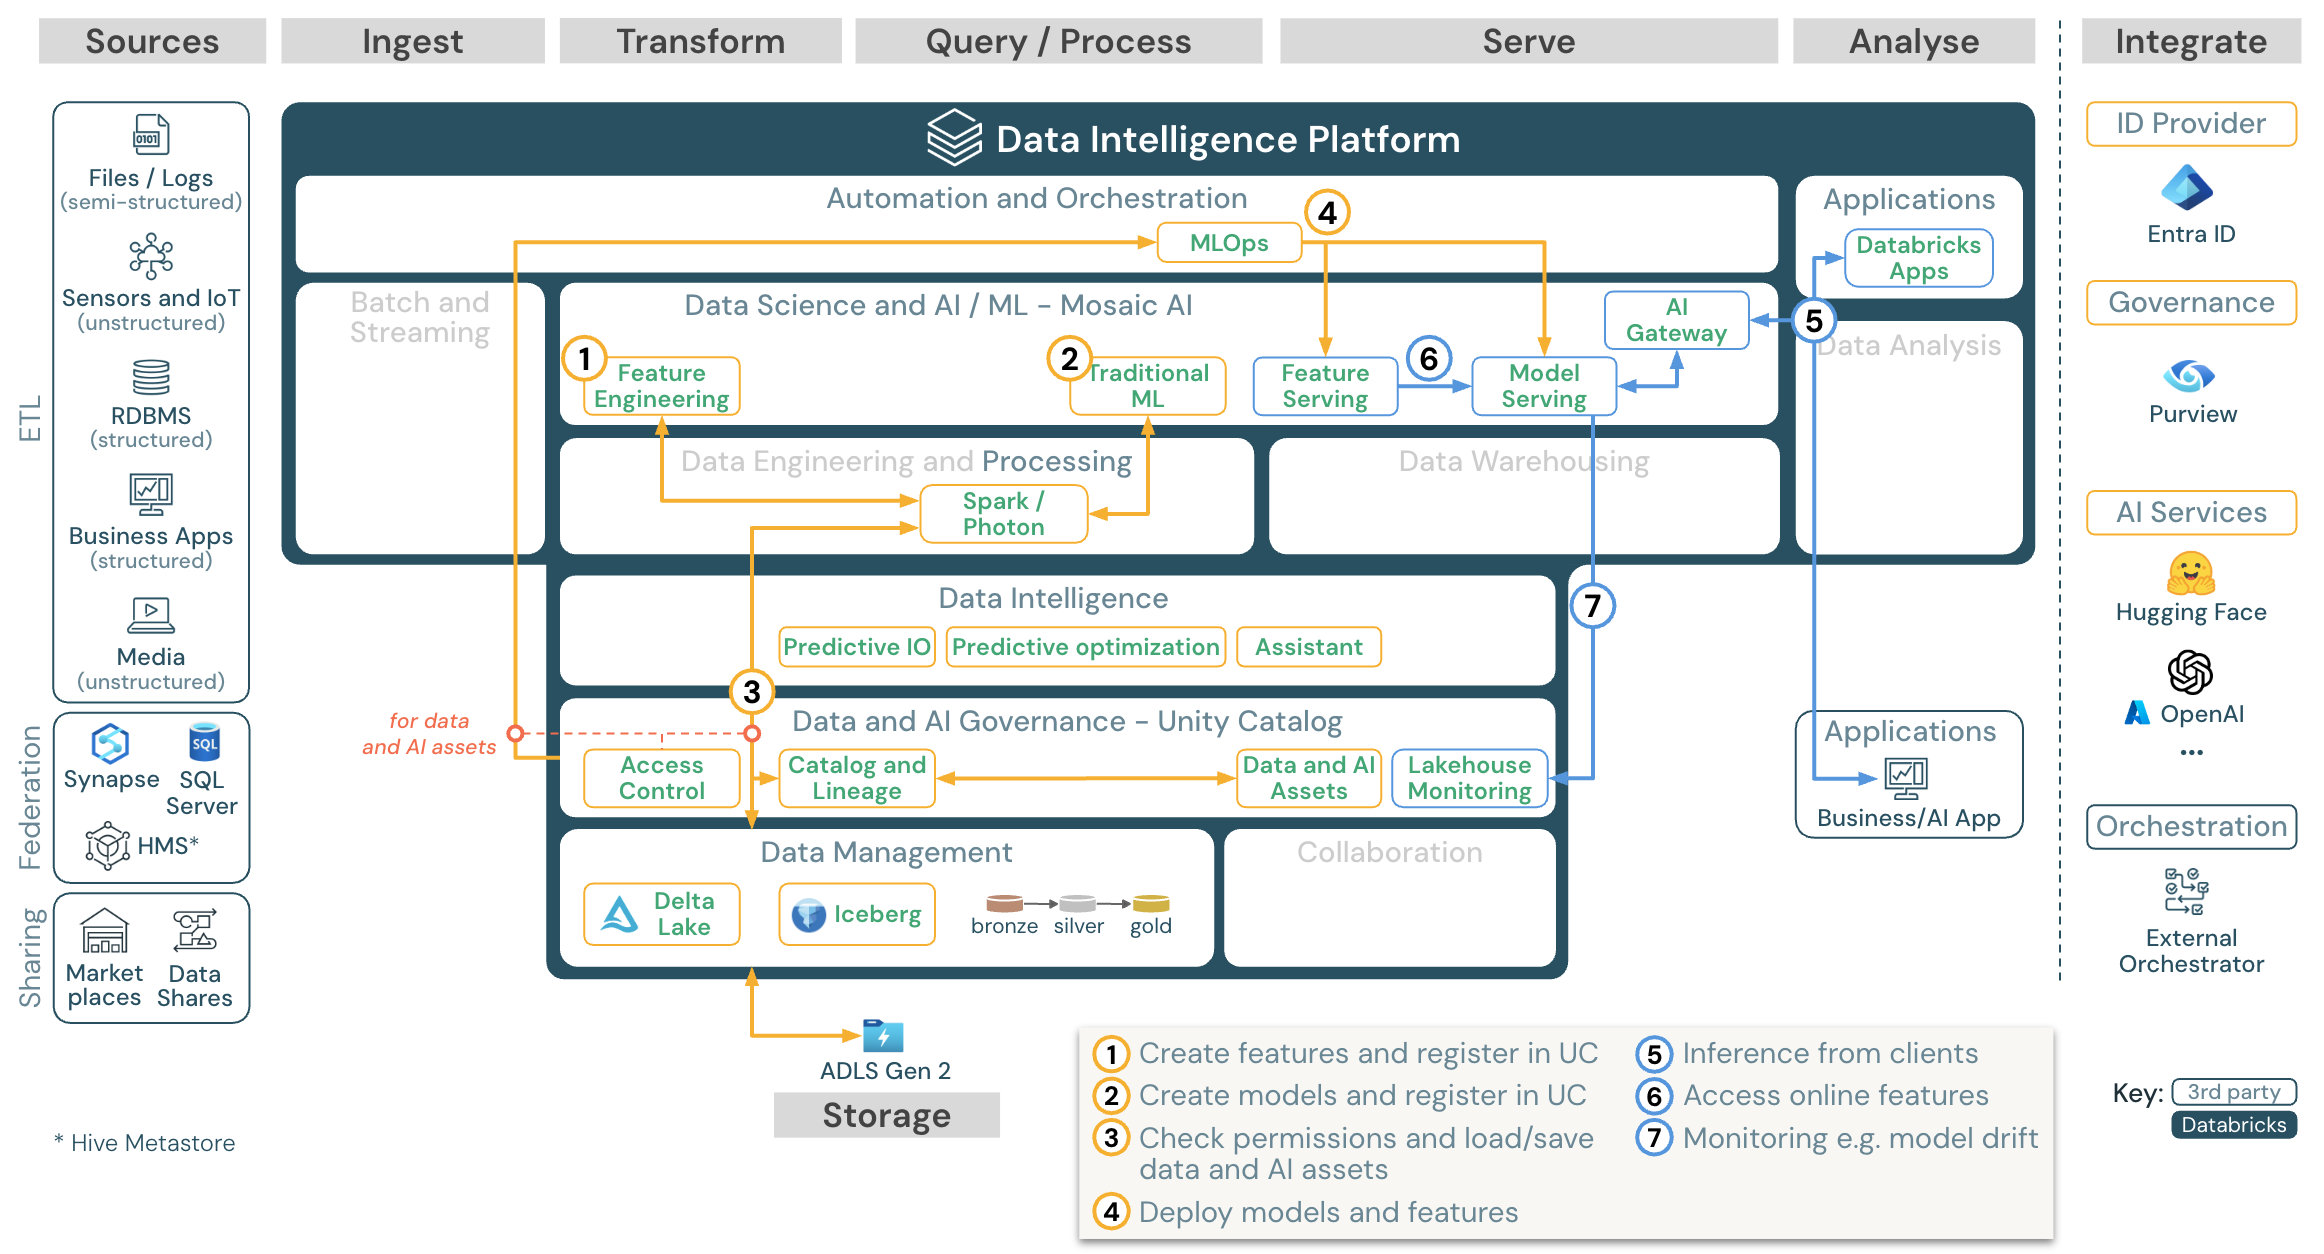 Sources
Ingest
Transform
Query / Process
Serve
Analyse
Integrate
ETL
0101
Files / Logs
(semi-structured)
Sensors and IoT
(unstructured)
RDBMS
(structured)
Business Apps
(structured)
Media
(unstructured)
Federation
Synapse
SQL
SQL
Server
HMS*
Sharing
Market
places
Data
Shares
* Hive Metastore
Data Intelligence Platform
Automation and Orchestration
4
MLOps
Applications
Databricks
Apps
Batch and
Streaming
Data Science and AI / ML - Mosaic AI
1
Feature
Engineering
2
Traditional
ML
Feature
Serving
6
Model
Serving
AI
Gateway
5
Data Analysis
Data Engineering and Processing
Spark /
Photon
Data Warehousing
Data Intelligence
Predictive IO
Predictive optimization
Assistant
7
3
for data
and AI assets
Data and AI Governance - Unity Catalog
Access
Control
Catalog and
Lineage
Data and AI
Assets
Lakehouse
Monitoring
Applications
Business/AI App
Data Management
Delta
Lake
Iceberg
bronze
silver
gold
Collaboration
ADLS Gen 2
Storage
1 Create features and register in UC
2 Create models and register in UC
3 Check permissions and load/save
data and AI assets
4 Deploy models and features
5 Inference from clients
6 Access online features
7 Monitoring e.g. model drift
ID Provider
Entra ID
Governance
Purview
AI Services
Hugging Face
OpenAI
...
Orchestration
External
Orchestrator
Key: 3rd party
Databricks